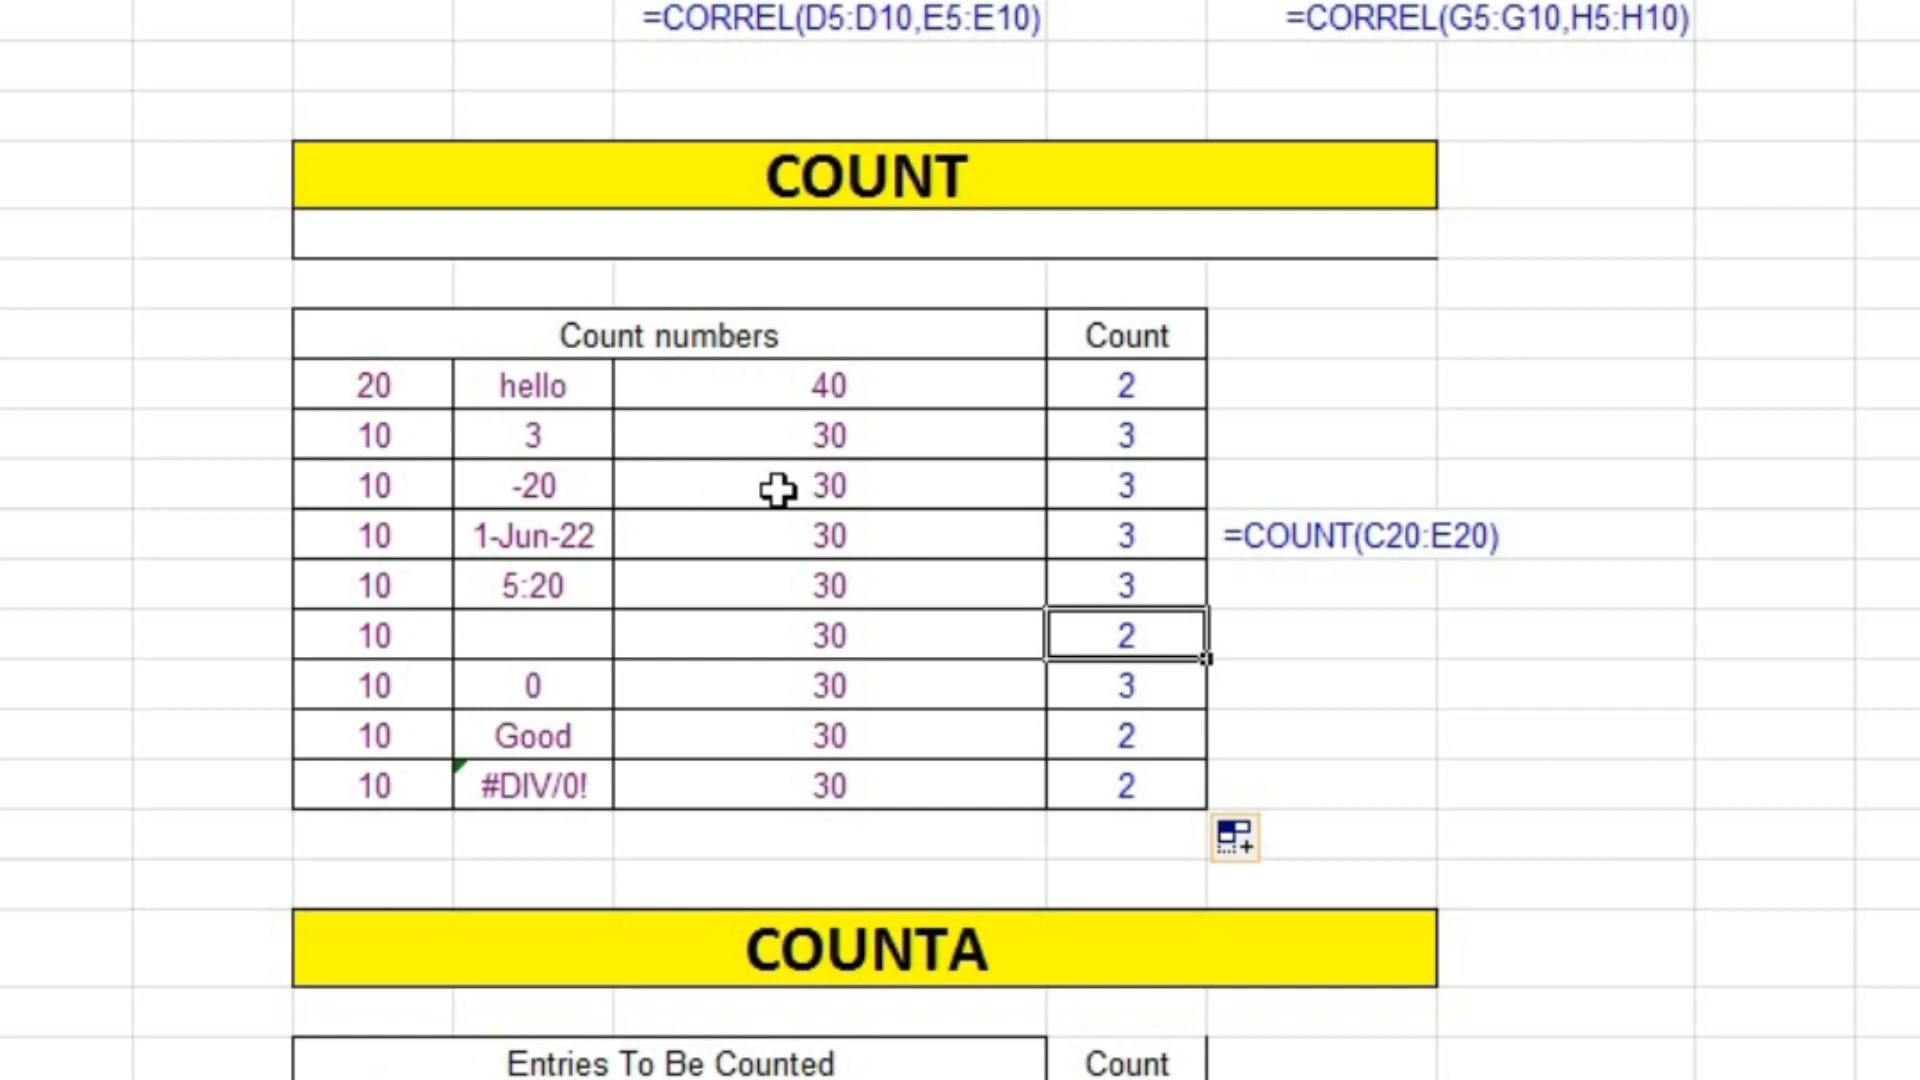 =CORREL(D5:D10,E5:E10) =CORREL(G5:G10,H5:H10)
COUNT
Count numbers Count
20 hello 40 2
10 3 30 3
10 -20 30 3
10 1-Jun-22 30 3 =COUNT(C20:E20)
10 5:20 30 3
10 30 2
10 0 30 3
10 Good 30 2
10 #DIV/0! 30 2
COUNTA
Entries To Be Counted Count